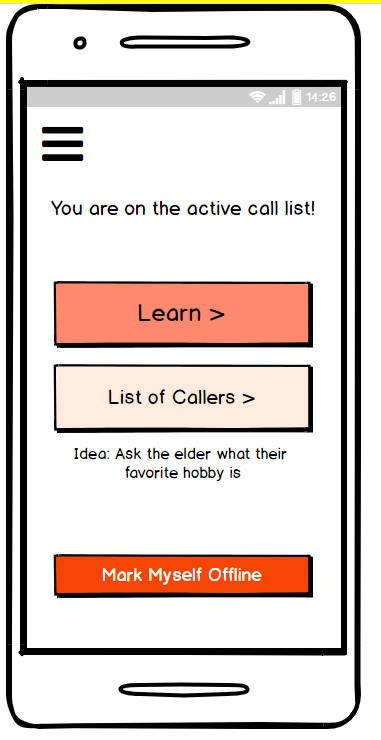 14:26
You are on the active call list!
Learn >
List of Callers >
Idea: Ask the elder what their
favorite hobby is
Mark Myself Offline